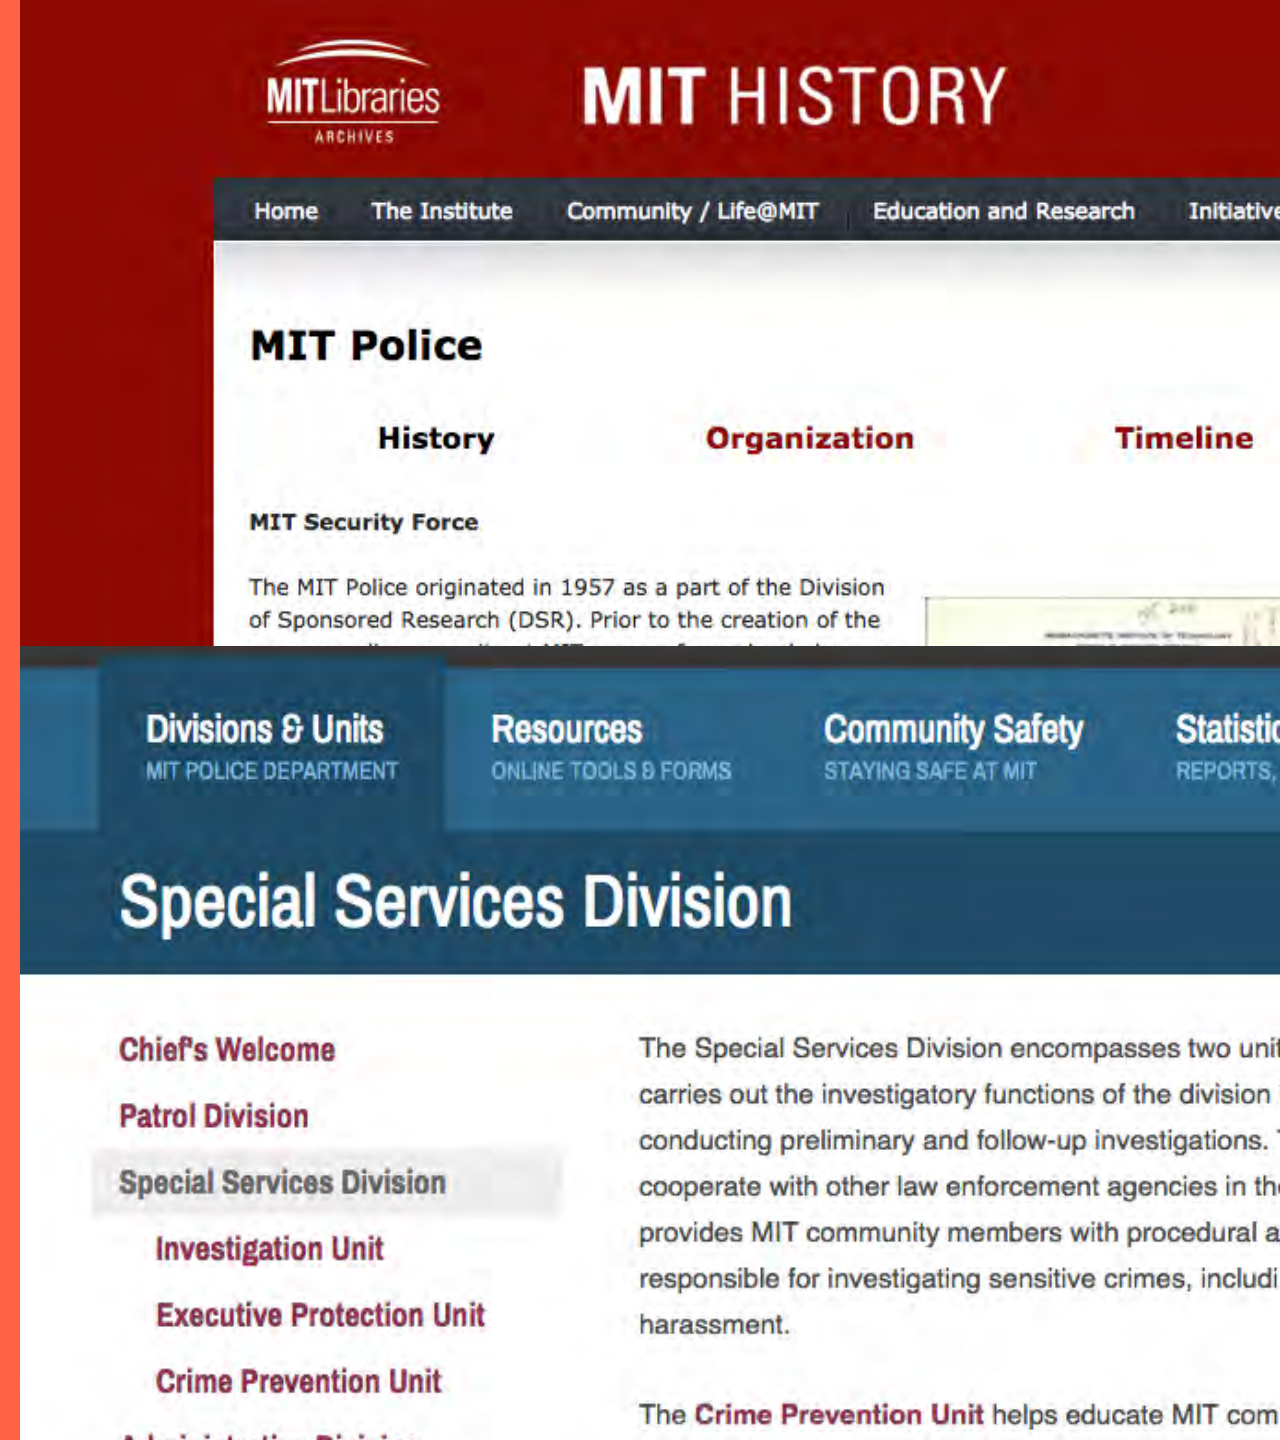 MITLibraries
ARCHIVES
MIT HISTORY
Home The Institute Community / Life@MIT Education and Research Initiative
MIT Police
History Organization Timeline
MIT Security Force
The MIT Police originated in 1957 as a part of the Division
of Sponsored Research (DSR). Prior to the creation of the
Divisions & Units Resources Community Safety Statistic
MIT POLICE DEPARTMENT ONLINE TOOLS & FORMS STAYING SAFE AT MIT REPORTS,
Special Services Division
Chief's Welcome
Patrol Division
Special Services Division
Investigation Unit
Executive Protection Unit
Crime Prevention Unit
The Special Services Division encompasses two unit
carries out the investigatory functions of the division
conducting preliminary and follow-up investigations. T
cooperate with other law enforcement agencies in the
provides MIT community members with procedural a
responsible for investigating sensitive crimes, includi
harassment.
The Crime Prevention Unit helps educate MIT com